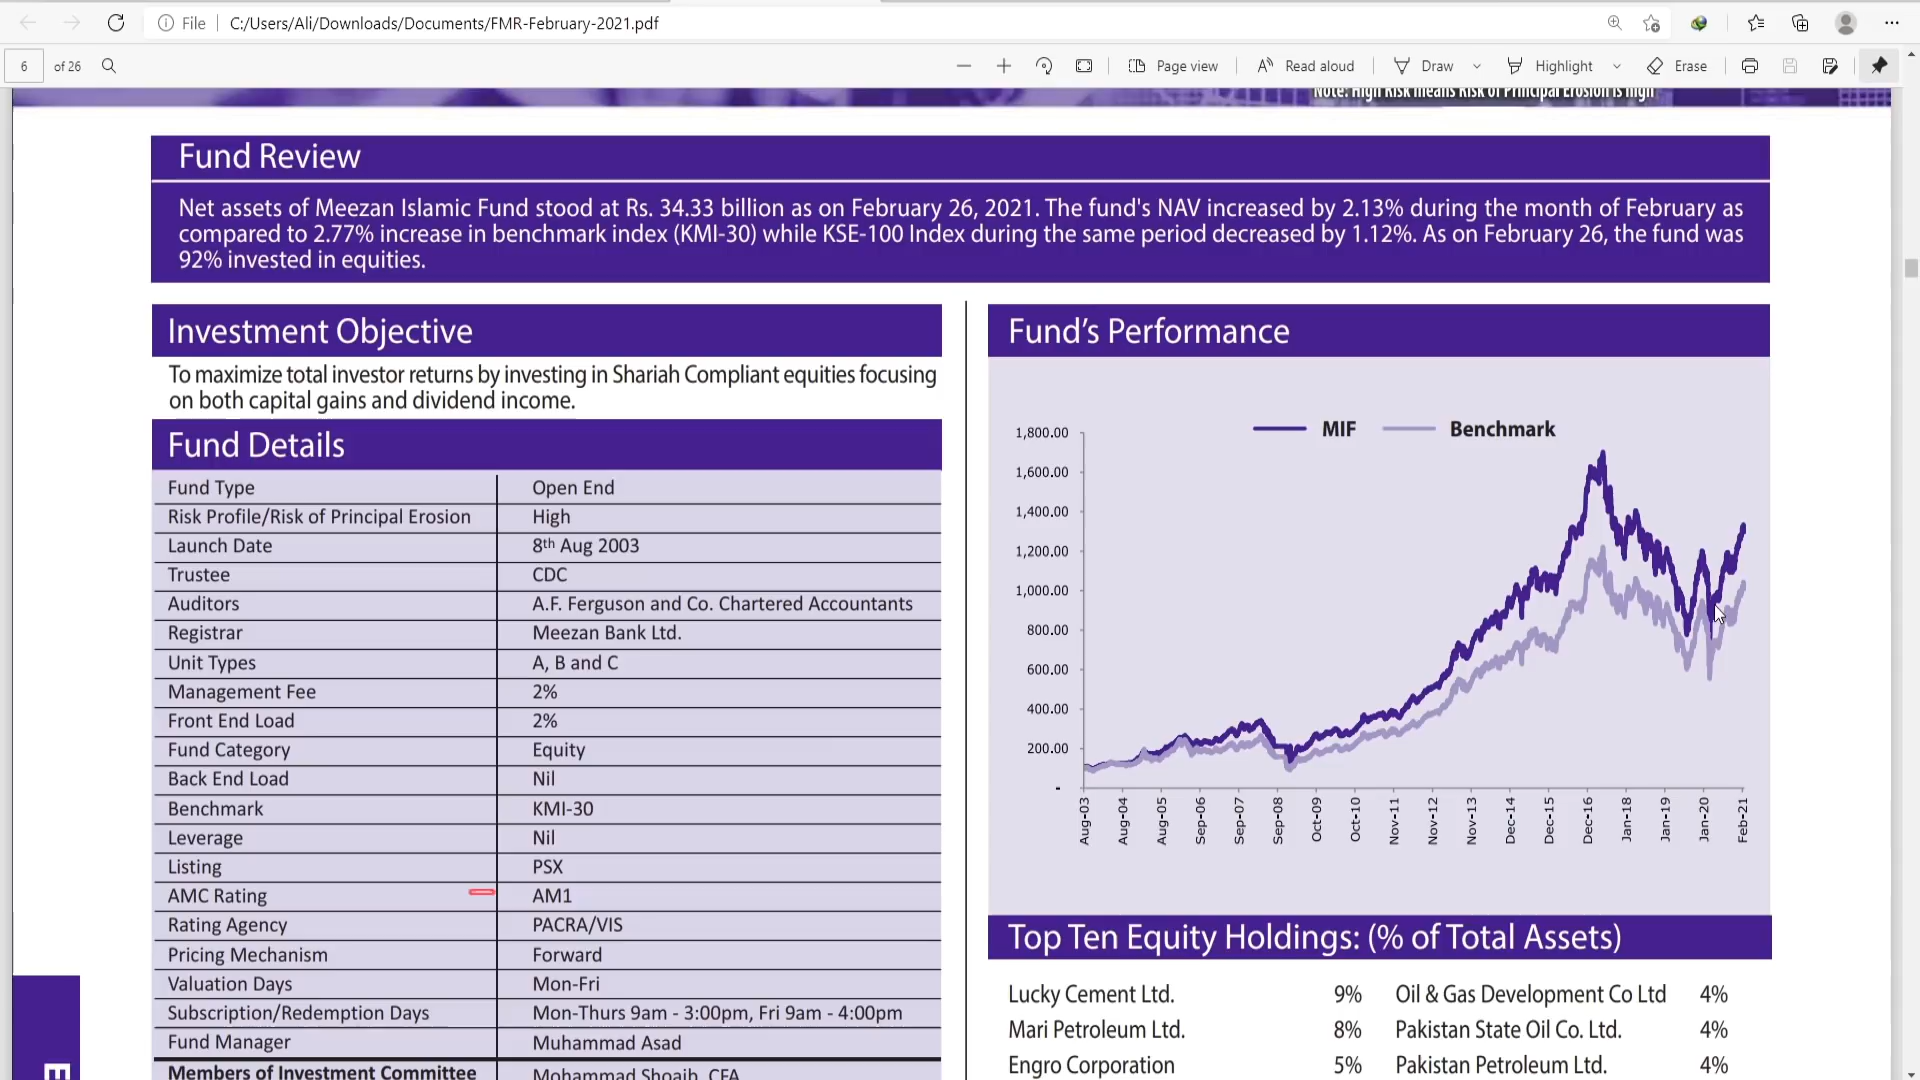 File
C:/Users/Ali/Downloads/Documents/FMR-February-2021.pdf
6 of 26
Page view
Read aloud
Draw
Highlight
Erase
Note: High Risk means Risk of Principal Erosion is high
Fund Review
Net assets of Meezan Islamic Fund stood at Rs. 34.33 billion as on February 26, 2021. The fund's NAV increased by 2.13% during the month of February as
compared to 2.77% increase in benchmark index (KMI-30) while KSE-100 Index during the same period decreased by 1.12%. As on February 26, the fund was
92% invested in equities.
Investment Objective
To maximize total investor returns by investing in Shariah Compliant equities focusing
on both capital gains and dividend income.
Fund Details
Fund Type Open End
Risk Profile/Risk of Principal Erosion High
Launch Date 8th Aug 2003
Trustee CDC
Auditors A.F. Ferguson and Co. Chartered Accountants
Registrar Meezan Bank Ltd.
Unit Types A, B and C
Management Fee 2%
Front End Load 2%
Fund Category Equity
Back End Load Nil
Benchmark KMI-30
Leverage Nil
Listing PSX
AMC Rating AM1
Rating Agency PACRA/VIS
Pricing Mechanism Forward
Valuation Days Mon-Fri
Subscription/Redemption Days Mon-Thurs 9am - 3:00pm, Fri 9am - 4:00pm
Fund Manager Muhammad Asad
Members of Investment Committee Mohammad Shoaib, CFA
E
Fund's Performance
MIF Benchmark
1,800.00
1,600.00
1,400.00
1,200.00
1,000.00
800.00
600.00
400.00
200.00
-
Aug-03
Aug-04
Aug-05
Sep-06
Sep-07
Sep-08
Oct-09
Oct-10
Nov-11
Nov-12
Nov-13
Dec-14
Dec-15
Dec-16
Jan-18
Jan-19
Jan-20
Feb-21
Top Ten Equity Holdings: (% of Total Assets)
Lucky Cement Ltd. 9% Oil & Gas Development Co Ltd 4%
Mari Petroleum Ltd. 8% Pakistan State Oil Co. Ltd. 4%
Engro Corporation 5% Pakistan Petroleum Ltd. 4%